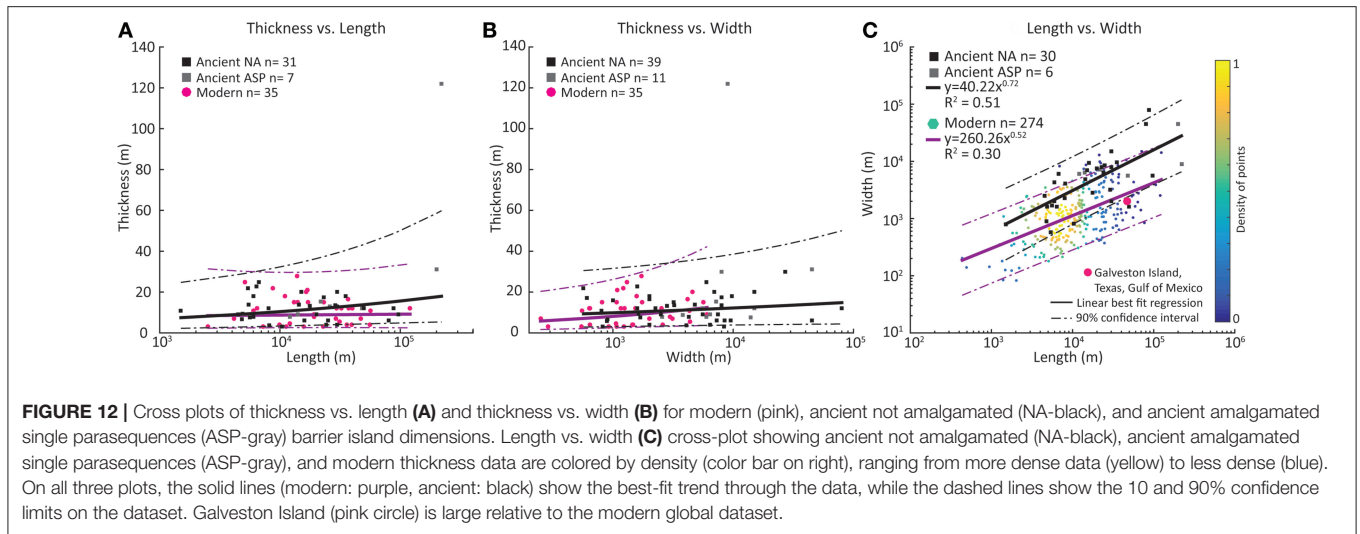 A
Thickness vs. Length
140
120
100
80
60
40
20
0
Thickness (m)
Ancient NA n= 31
Ancient ASP n= 7
Modern n= 35
10³
10⁴
10⁵
Length (m)
B
Thickness vs. Width
140
120
100
80
60
40
20
0
Thickness (m)
Ancient NA n= 39
Ancient ASP n= 11
Modern n= 35
10³
10⁴
10⁵
Width (m)
C
Length vs. Width
10⁶
10⁵
10⁴
10³
10²
10¹
Width (m)
Ancient NA n= 30
Ancient ASP n= 6
y=40.22x⁰·⁷²
R² = 0.51
Modern n= 274
y=260.26x⁰·⁵²
R² = 0.30
Galveston Island,
Texas, Gulf of Mexico
Linear best fit regression
90% confidence interval
10²
10³
10⁴
10⁵
10⁶
Length (m)
1
0
Density of points
FIGURE 12 | Cross plots of thickness vs. length (A) and thickness vs. width (B) for modern (pink), ancient not amalgamated (NA-black), and ancient amalgamated
single parasequences (ASP-gray) barrier island dimensions. Length vs. width (C) cross-plot showing ancient not amalgamated (NA-black), ancient amalgamated
single parasequences (ASP-gray), and modern thickness data are colored by density (color bar on right), ranging from more dense data (yellow) to less dense (blue).
On all three plots, the solid lines (modern: purple, ancient: black) show the best-fit trend through the data, while the dashed lines show the 10 and 90% confidence
limits on the dataset. Galveston Island (pink circle) is large relative to the modern global dataset.